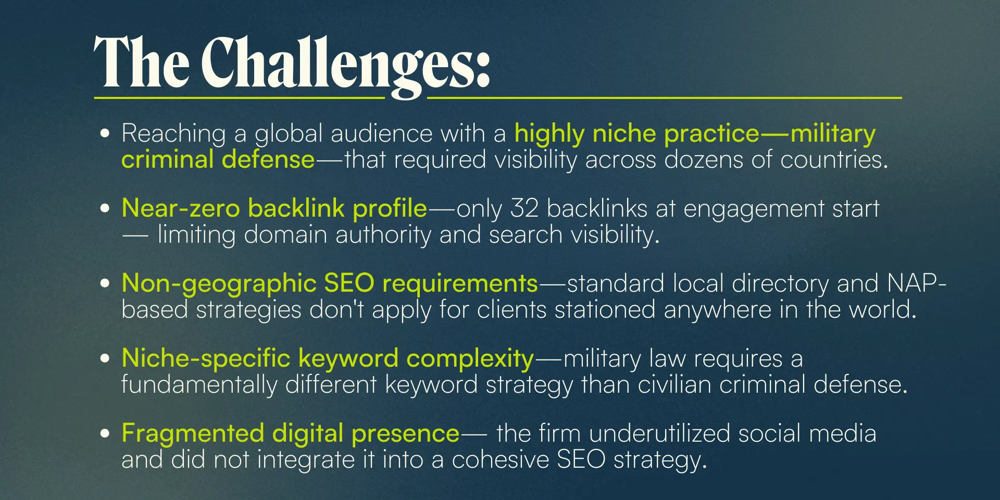 The Challenges:
• Reaching a global audience with a highly niche practice—military
criminal defense—that required visibility across dozens of countries.
• Near-zero backlink profile—only 32 backlinks at engagement start
— limiting domain authority and search visibility.
• Non-geographic SEO requirements—standard local directory and NAP-
based strategies don't apply for clients stationed anywhere in the world.
• Niche-specific keyword complexity—military law requires a
fundamentally different keyword strategy than civilian criminal defense.
• Fragmented digital presence— the firm underutilized social media
and did not integrate it into a cohesive SEO strategy.